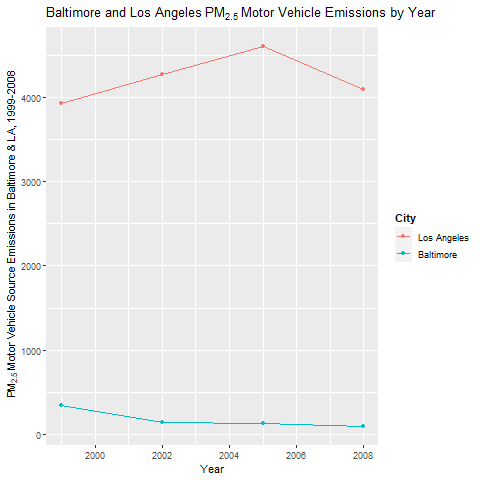 Baltimore and Los Angeles PM2.5 Motor Vehicle Emissions by Year
PM2.5 Motor Vehicle Source Emissions in Baltimore & LA, 1999-2008
4000
3000
2000
1000
0
2000 2002 2004 2006 2008
Year
City
Los Angeles
Baltimore